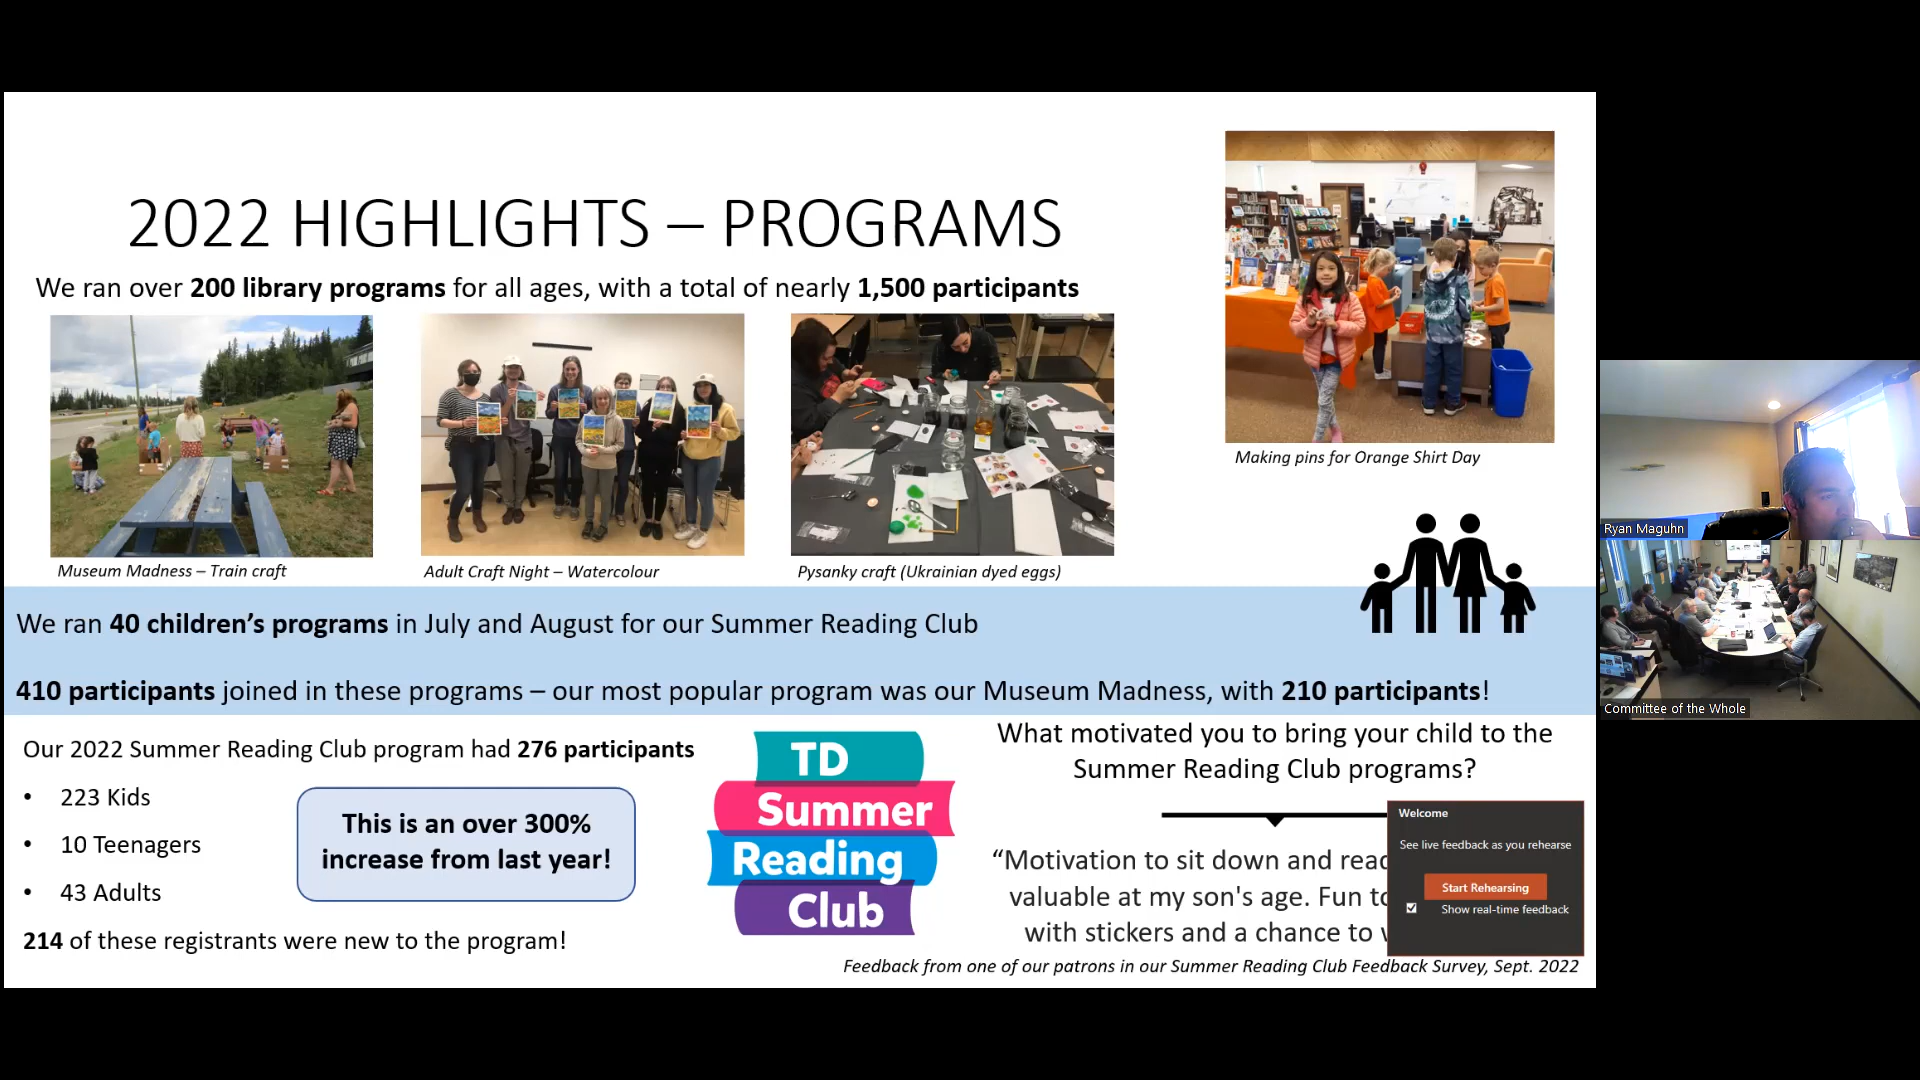 2022 HIGHLIGHTS – PROGRAMS
We ran over 200 library programs for all ages, with a total of nearly 1,500 participants
Museum Madness – Train craft
Adult Craft Night – Watercolour
Pysanky craft (Ukrainian dyed eggs)
Making pins for Orange Shirt Day
We ran 40 children's programs in July and August for our Summer Reading Club
410 participants joined in these programs – our most popular program was our Museum Madness, with 210 participants!
Our 2022 Summer Reading Club program had 276 participants
• 223 Kids
• 10 Teenagers
• 43 Adults
214 of these registrants were new to the program!
This is an over 300%
increase from last year!
TD
Summer
Reading
Club
What motivated you to bring your child to the
Summer Reading Club programs?
“Motivation to sit down and
valuable at my son's age. Fun
with stickers and a chance to
Feedback from one of our patrons in our Summer Reading Club Feedback Survey, Sept. 2022
Welcome
See live feedback as you rehearse
Start Rehearsing
Show real-time feedback
Ryan Maguhn
Committee of the Whole